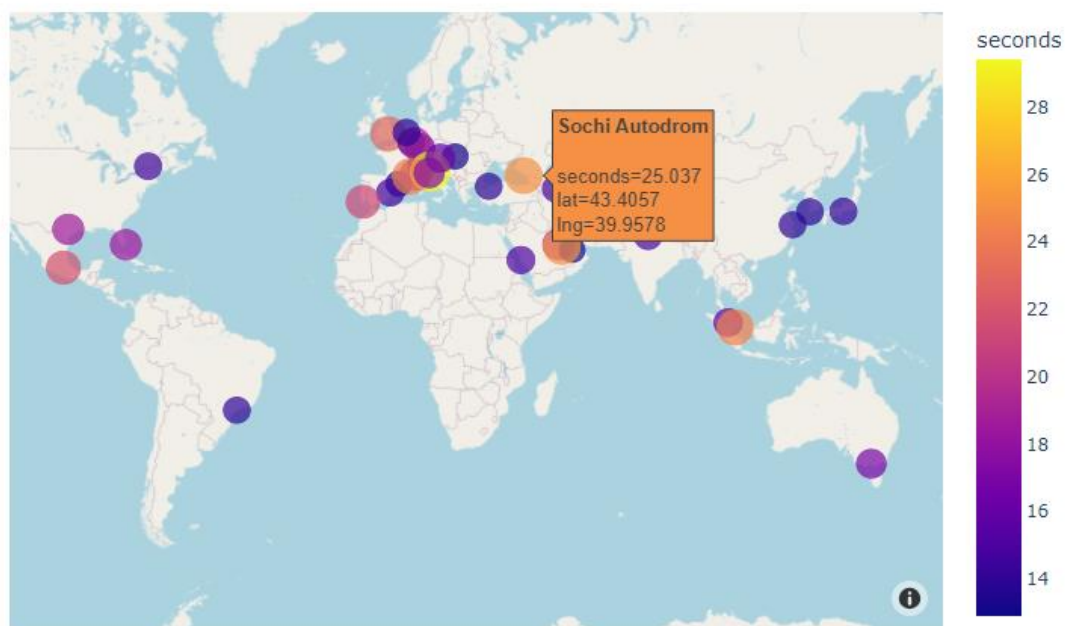 seconds
Sochi Autodrom
seconds=25.037
lat=43.4057
lng=39.9578
28
26
24
22
20
18
16
14